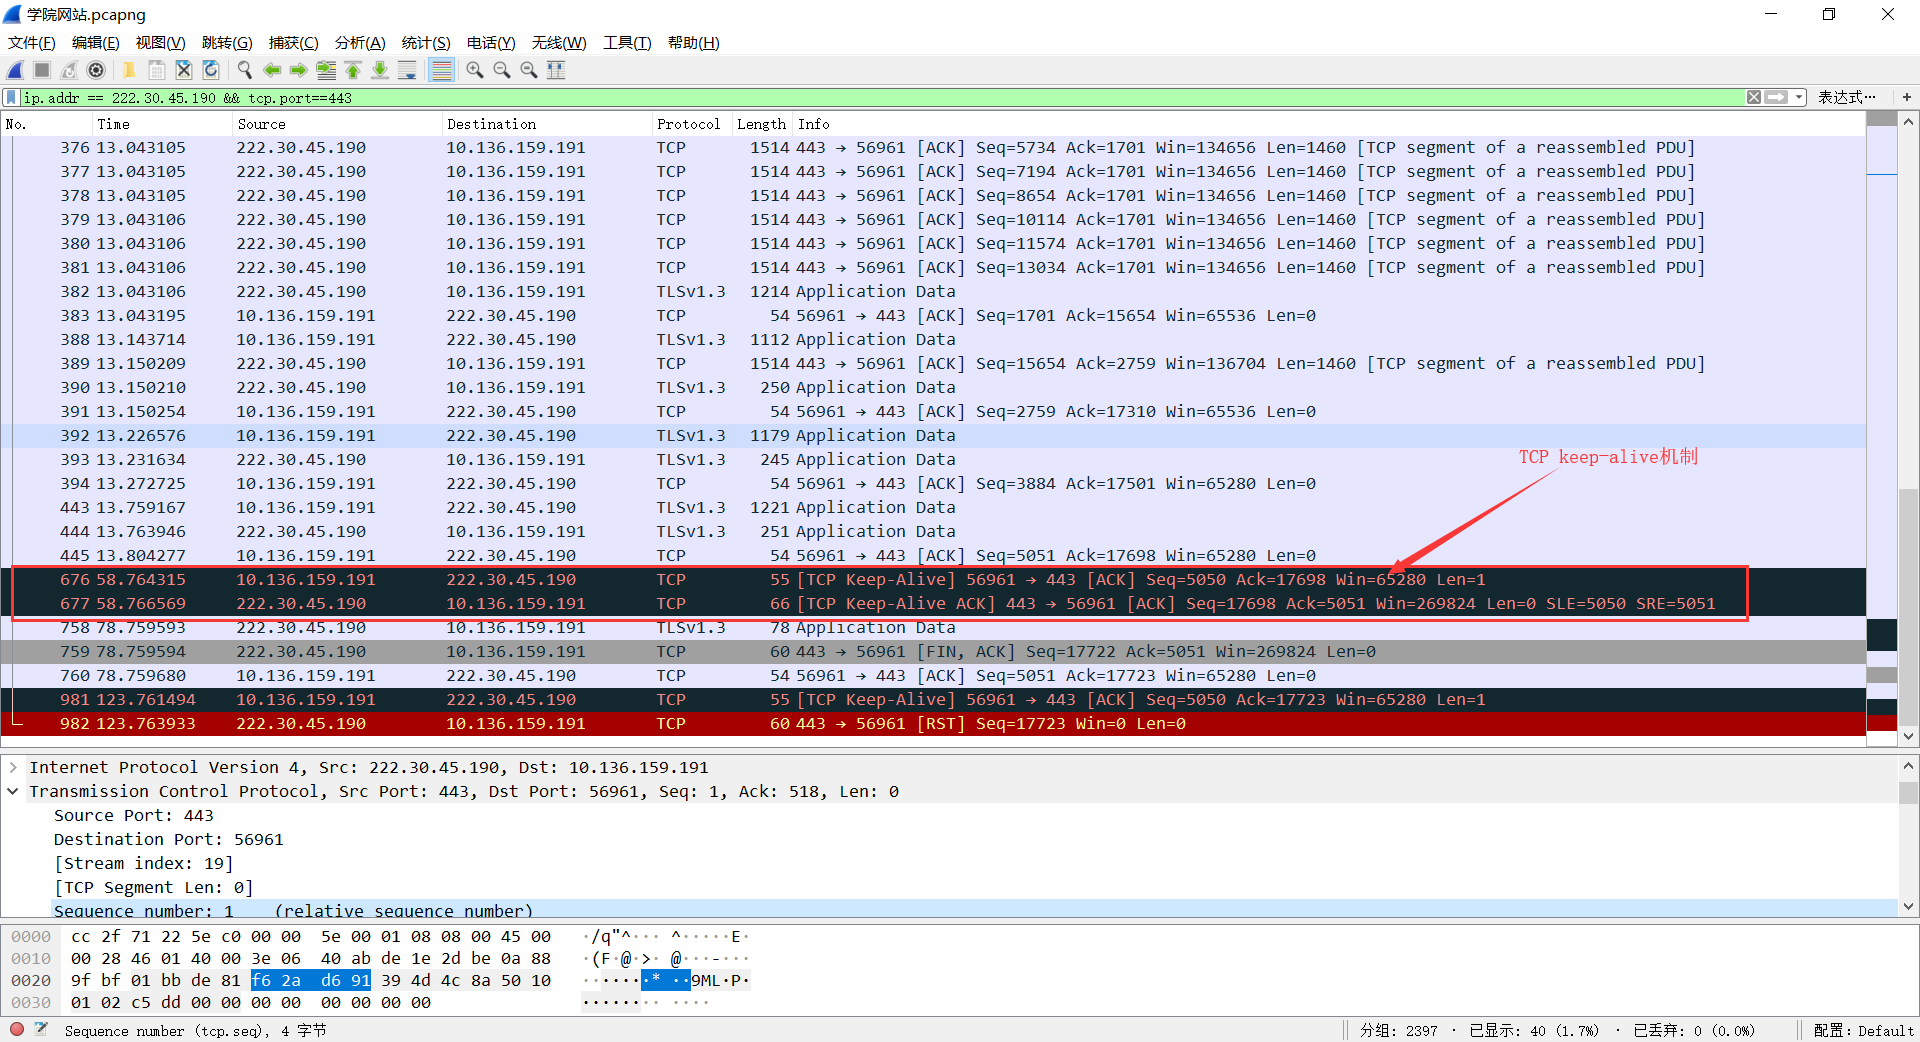 学院网站.pcapng
文件(F) 编辑(E) 视图(V) 跳转(G) 捕获(C) 分析(A) 统计(S) 电话(Y) 无线(W) 工具(T) 帮助(H)
ip.addr == 222.30.45.190 && tcp.port==443 表达式… +
No. Time Source Destination Protocol Length Info
376 13.043105 222.30.45.190 10.136.159.191 TCP 1514 443 → 56961 [ACK] Seq=5734 Ack=1701 Win=134656 Len=1460 [TCP segment of a reassembled PDU]
377 13.043105 222.30.45.190 10.136.159.191 TCP 1514 443 → 56961 [ACK] Seq=7194 Ack=1701 Win=134656 Len=1460 [TCP segment of a reassembled PDU]
378 13.043105 222.30.45.190 10.136.159.191 TCP 1514 443 → 56961 [ACK] Seq=8654 Ack=1701 Win=134656 Len=1460 [TCP segment of a reassembled PDU]
379 13.043106 222.30.45.190 10.136.159.191 TCP 1514 443 → 56961 [ACK] Seq=10114 Ack=1701 Win=134656 Len=1460 [TCP segment of a reassembled PDU]
380 13.043106 222.30.45.190 10.136.159.191 TCP 1514 443 → 56961 [ACK] Seq=11574 Ack=1701 Win=134656 Len=1460 [TCP segment of a reassembled PDU]
381 13.043106 222.30.45.190 10.136.159.191 TCP 1514 443 → 56961 [ACK] Seq=13034 Ack=1701 Win=134656 Len=1460 [TCP segment of a reassembled PDU]
382 13.043106 222.30.45.190 10.136.159.191 TLSv1.3 1214 Application Data
383 13.043195 10.136.159.191 222.30.45.190 TCP 54 56961 → 443 [ACK] Seq=1701 Ack=15654 Win=65536 Len=0
388 13.143714 10.136.159.191 222.30.45.190 TLSv1.3 1112 Application Data
389 13.150209 222.30.45.190 10.136.159.191 TCP 1514 443 → 56961 [ACK] Seq=15654 Ack=2759 Win=136704 Len=1460 [TCP segment of a reassembled PDU]
390 13.150210 222.30.45.190 10.136.159.191 TLSv1.3 250 Application Data
391 13.150254 10.136.159.191 222.30.45.190 TCP 54 56961 → 443 [ACK] Seq=2759 Ack=17310 Win=65536 Len=0
392 13.226576 10.136.159.191 222.30.45.190 TLSv1.3 1179 Application Data
TCP keep-alive机制
393 13.231634 222.30.45.190 10.136.159.191 TLSv1.3 245 Application Data
394 13.272725 10.136.159.191 222.30.45.190 TCP 54 56961 → 443 [ACK] Seq=3884 Ack=17501 Win=65280 Len=0
443 13.759167 10.136.159.191 222.30.45.190 TLSv1.3 1221 Application Data
444 13.763946 222.30.45.190 10.136.159.191 TLSv1.3 251 Application Data
445 13.804277 10.136.159.191 222.30.45.190 TCP 54 56961 → 443 [ACK] Seq=5051 Ack=17698 Win=65280 Len=0
676 58.764315 10.136.159.191 222.30.45.190 TCP 55 [TCP Keep-Alive] 56961 → 443 [ACK] Seq=5050 Ack=17698 Win=65280 Len=1
677 58.766569 222.30.45.190 10.136.159.191 TCP 66 [TCP Keep-Alive ACK] 443 → 56961 [ACK] Seq=17698 Ack=5051 Win=269824 Len=0 SLE=5050 SRE=5051
758 78.759593 222.30.45.190 10.136.159.191 TLSv1.3 78 Application Data
759 78.759594 222.30.45.190 10.136.159.191 TCP 60 443 → 56961 [FIN, ACK] Seq=17722 Ack=5051 Win=269824 Len=0
760 78.759680 10.136.159.191 222.30.45.190 TCP 54 56961 → 443 [ACK] Seq=5051 Ack=17723 Win=65280 Len=0
981 123.761494 10.136.159.191 222.30.45.190 TCP 55 [TCP Keep-Alive] 56961 → 443 [ACK] Seq=5050 Ack=17723 Win=65280 Len=1
982 123.763933 222.30.45.190 10.136.159.191 TCP 60 443 → 56961 [RST] Seq=17723 Win=0 Len=0
Internet Protocol Version 4, Src: 222.30.45.190, Dst: 10.136.159.191
Transmission Control Protocol, Src Port: 443, Dst Port: 56961, Seq: 1, Ack: 518, Len: 0
Source Port: 443
Destination Port: 56961
[Stream index: 19]
[TCP Segment Len: 0]
Sequence number: 1 (relative sequence number)
0000 cc 2f 71 22 5e c0 00 00 5e 00 01 08 08 00 45 00 ·/q"^··· ^·····E·
0010 00 28 46 01 40 00 3e 06 40 ab de 1e 2d be 0a 88 ·(F·@·>· @···-···
0020 9f bf 01 bb de 81 f6 2a d6 91 39 4d 4c 8a 50 10 ·······* ··9ML·P·
0030 01 02 c5 dd 00 00 00 00 00 00 00 00 ········ ····
Sequence number (tcp.seq), 4 字节 分组: 2397 · 已显示: 40 (1.7%) · 已丢弃: 0 (0.0%) 配置: Default